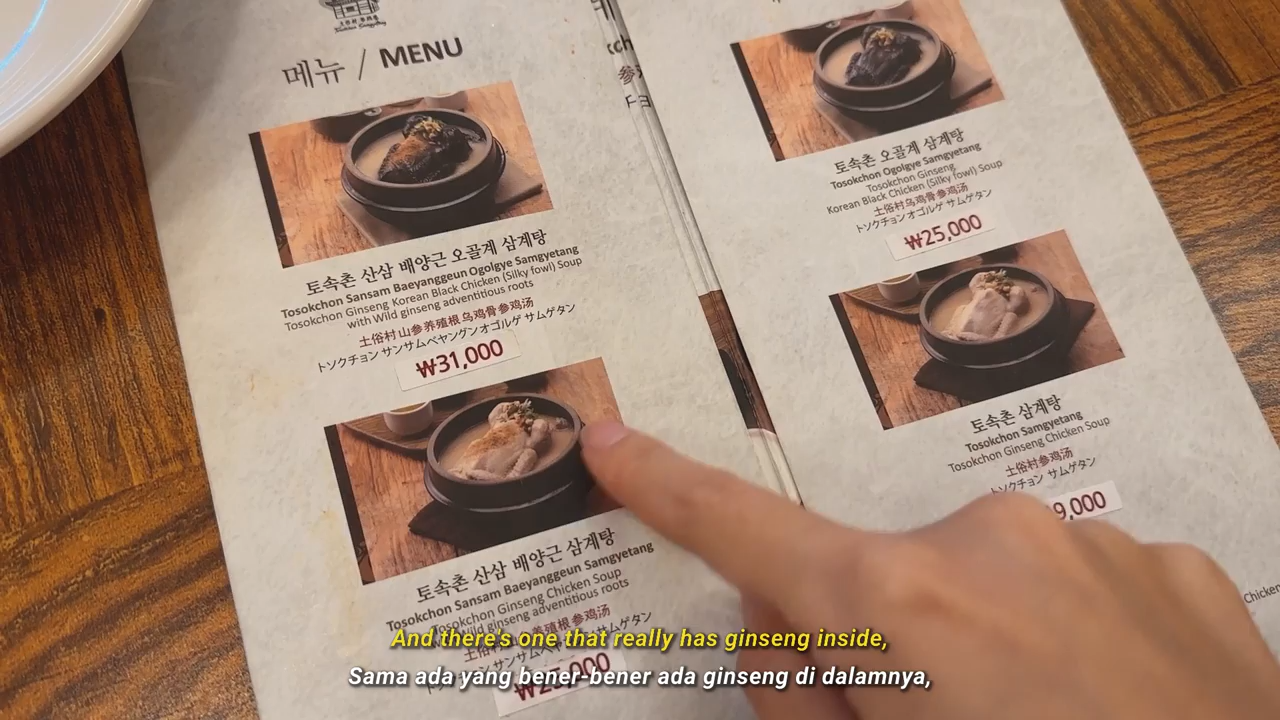 메뉴 / MENU
토속촌 산삼 배양근 오골계 삼계탕
Tosokchon Sansam Baeyanggeun Ogolgye Samgyetang
Tosokchon Ginseng Korean Black Chicken (Silky fowl) Soup
with Wild ginseng adventitious roots
土俗村 山参养殖根 乌鸡骨参鸡汤
トソクチョン サンサムベヤングン オゴルゲ サムゲタン
₩31,000
토속촌 산삼 배양근 삼계탕
Tosokchon Sansam Baeyanggeun Samgyetang
Tosokchon Ginseng Chicken Soup
Wild ginseng adventitious roots
₩25,000
토속촌 오골계 삼계탕
Tosokchon Ogolgye Samgyetang
Tosokchon Ginseng
Korean Black Chicken (Silky fowl) Soup
土俗村乌鸡骨参鸡汤
トソクチョン オゴルゲ サムゲタン
₩25,000
토속촌 삼계탕
Tosokchon Samgyetang
Tosokchon Ginseng Chicken Soup
土俗村参鸡汤
トソクチョン サムゲタン
9,000
And there's one that really has ginseng inside,
Sama ada yang bener-bener ada ginseng di dalamnya,